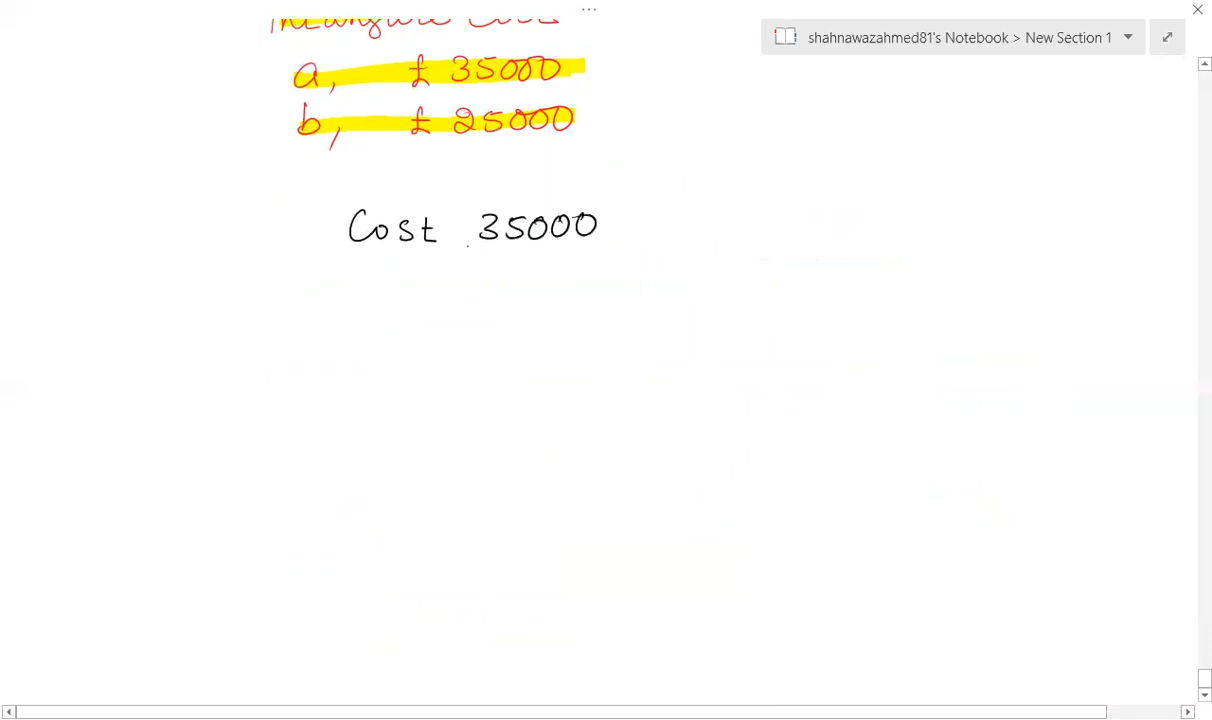 shahnawazahmed81's Notebook > New Section 1
a, £ 35000
b, £ 25000
Cost 35000